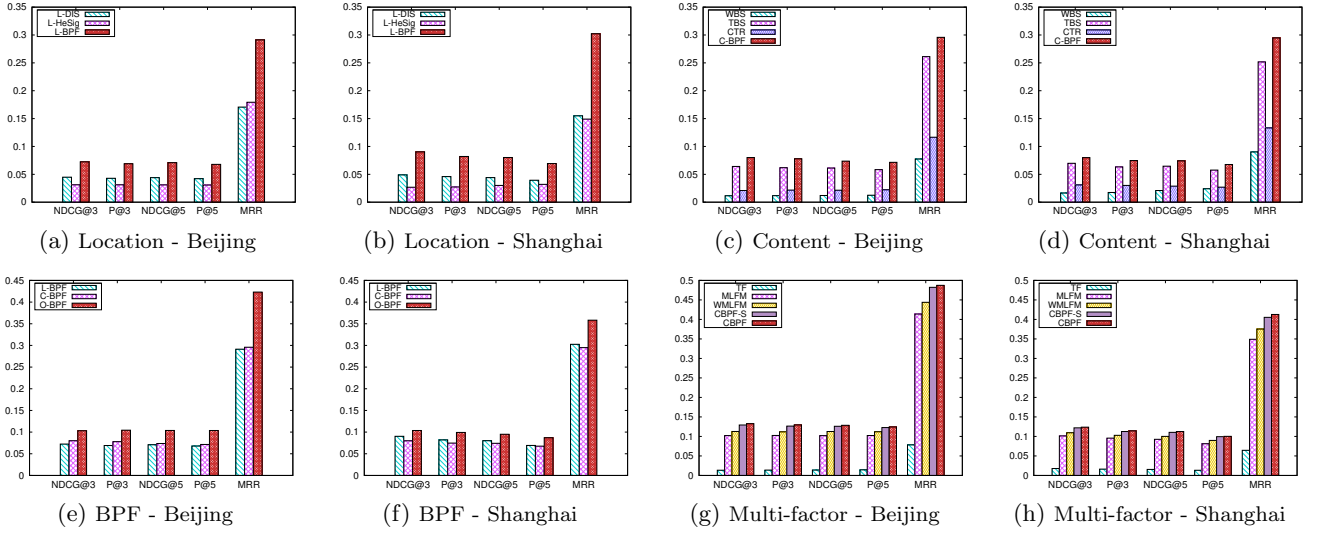 0.35
0.3
0.25
0.2
0.15
0.1
0.05
0
L-DIS
L-HeSig
L-BPF
NDCG@3 P@3 NDCG@5 P@5 MRR
(a) Location - Beijing
0.35
0.3
0.25
0.2
0.15
0.1
0.05
0
L-DIS
L-HeSig
L-BPF
NDCG@3 P@3 NDCG@5 P@5 MRR
(b) Location - Shanghai
0.35
0.3
0.25
0.2
0.15
0.1
0.05
0
WBS
TBS
CTR
C-BPF
NDCG@3 P@3 NDCG@5 P@5 MRR
(c) Content - Beijing
0.35
0.3
0.25
0.2
0.15
0.1
0.05
0
WBS
TBS
CTR
C-BPF
NDCG@3 P@3 NDCG@5 P@5 MRR
(d) Content - Shanghai
0.45
0.4
0.35
0.3
0.25
0.2
0.15
0.1
0.05
0
L-BPF
C-BPF
O-BPF
NDCG@3 P@3 NDCG@5 P@5 MRR
(e) BPF - Beijing
0.45
0.4
0.35
0.3
0.25
0.2
0.15
0.1
0.05
0
L-BPF
C-BPF
O-BPF
NDCG@3 P@3 NDCG@5 P@5 MRR
(f) BPF - Shanghai
0.5
0.45
0.4
0.35
0.3
0.25
0.2
0.15
0.1
0.05
0
TF
MLFM
WMLFM
CBPF-S
CBPF
NDCG@3 P@3 NDCG@5 P@5 MRR
(g) Multi-factor - Beijing
0.5
0.45
0.4
0.35
0.3
0.25
0.2
0.15
0.1
0.05
0
TF
MLFM
WMLFM
CBPF-S
CBPF
NDCG@3 P@3 NDCG@5 P@5 MRR
(h) Multi-factor - Shanghai